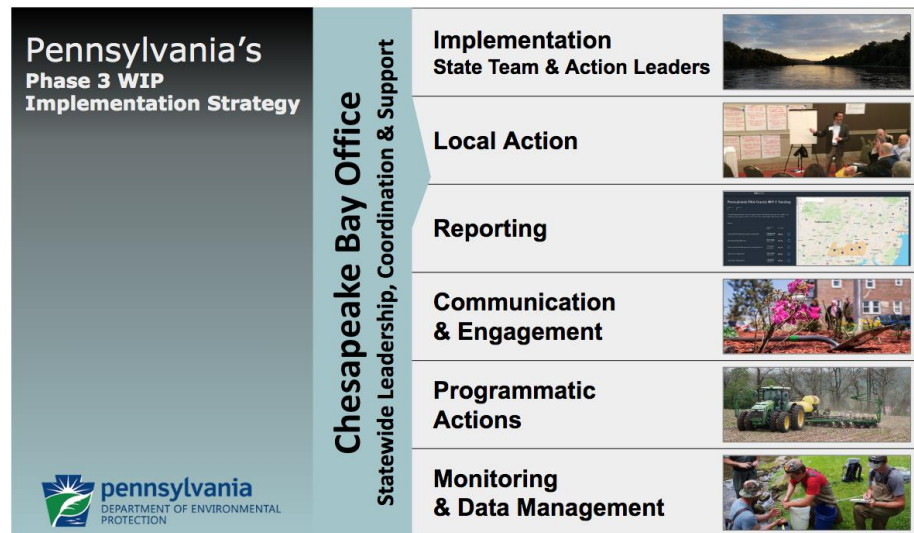 Pennsylvania's
Phase 3 WIP
Implementation Strategy
pennsylvania
DEPARTMENT OF ENVIRONMENTAL
PROTECTION
Chesapeake Bay Office
Statewide Leadership, Coordination & Support
Implementation
State Team & Action Leaders
Local Action
Reporting
Communication
& Engagement
Programmatic
Actions
Monitoring
& Data Management